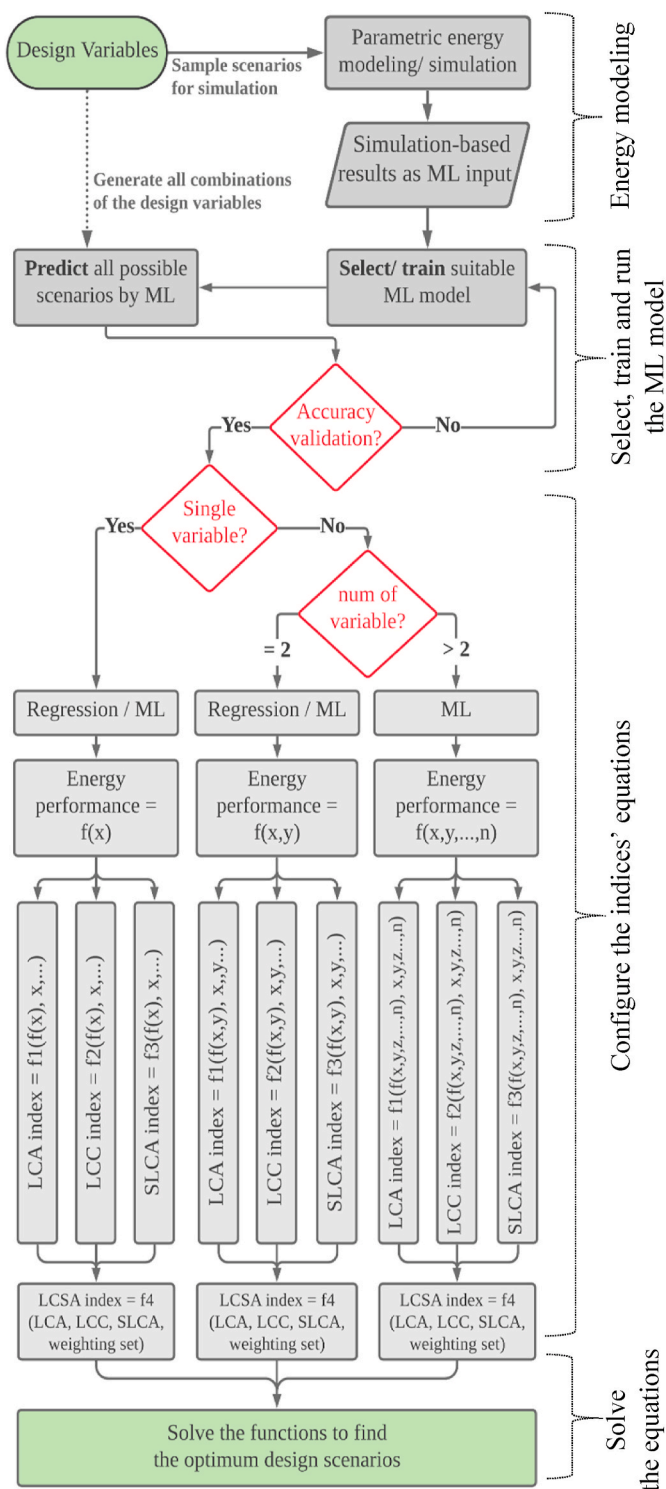 Design Variables
Sample scenarios
for simulation
Parametric energy
modeling/ simulation
Simulation-based
results as ML input
Energy modeling
Generate all combinations
of the design variables
Predict all possible
scenarios by ML
Select/ train suitable
ML model
Select, train and run
the ML model
Accuracy
validation?
Yes
No
Single
variable?
Yes
No
num of
variable?
= 2
> 2
Regression / ML
Regression / ML
ML
Energy
performance =
f(x)
Energy
performance =
f(x,y)
Energy
performance =
f(x,y,...,n)
LCA index = f1(f(x), x,...)
LCC index = f2(f(x), x,...)
SLCA index = f3(f(x), x,...)
LCA index = f1(f(x,y), x,,y...)
LCC index = f2(f(x,y), x,y,...)
SLCA index = f3(f(x,y), x,y,...)
LCA index = f1(f(x,y,z,...,n), x,y,z...,n)
LCC index = f2(f(x,y,z,...,n), x,y,z...,n)
SLCA index = f3(f(x,y,z,...,n), x,y,z...,n)
Configure the indices’ equations
LCSA index = f4
(LCA, LCC, SLCA,
weighting set)
LCSA index = f4
(LCA, LCC, SLCA,
weighting set)
LCSA index = f4
(LCA, LCC, SLCA,
weighting set)
Solve the functions to find
the optimum design scenarios
Solve
the equations